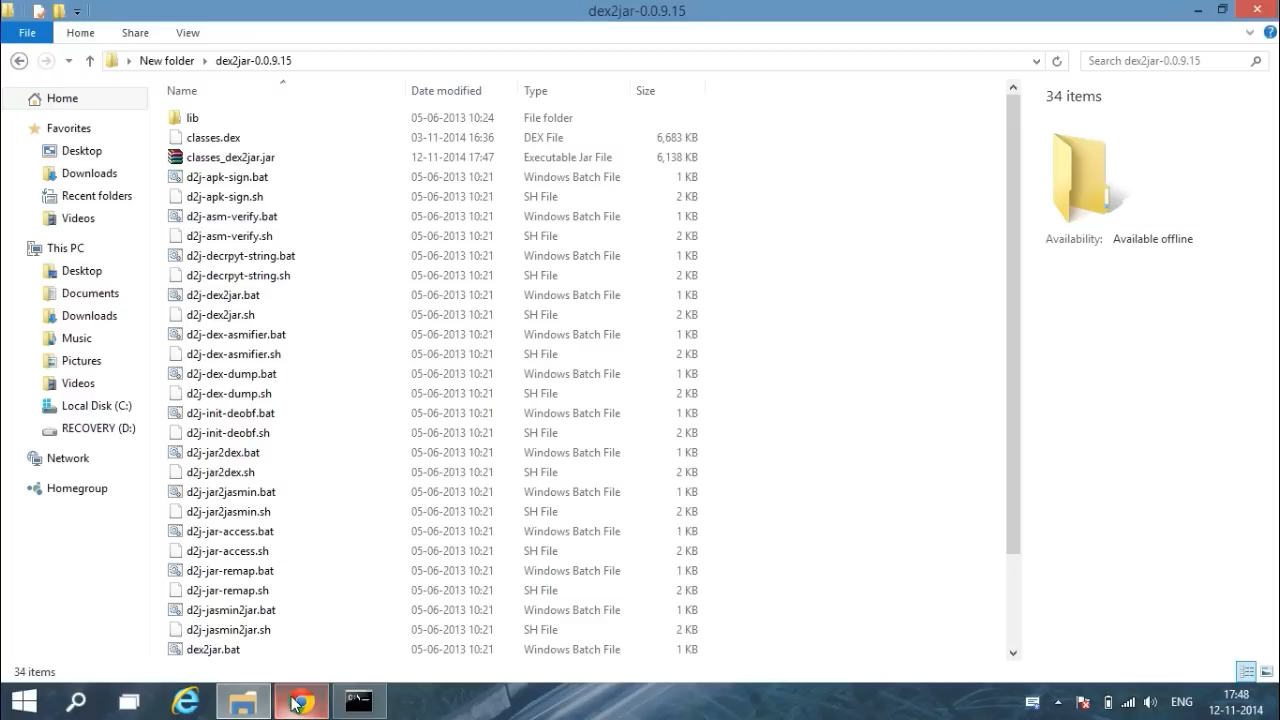 dex2jar-0.0.9.15
File Home Share View
New folder dex2jar-0.0.9.15 Search dex2jar-0.0.9.15
Name Date modified Type Size
34 items
Home
Favorites
Desktop
Downloads
Recent folders
Videos
This PC
Desktop
Documents
Downloads
Music
Pictures
Videos
Local Disk (C:)
RECOVERY (D:)
Network
Homegroup
lib 05-06-2013 10:24 File folder
classes.dex 03-11-2014 16:36 DEX File 6,683 KB
classes_dex2jar.jar 12-11-2014 17:47 Executable Jar File 6,138 KB
d2j-apk-sign.bat 05-06-2013 10:21 Windows Batch File 1 KB
d2j-apk-sign.sh 05-06-2013 10:21 SH File 2 KB
d2j-asm-verify.bat 05-06-2013 10:21 Windows Batch File 1 KB
d2j-asm-verify.sh 05-06-2013 10:21 SH File 2 KB
d2j-decrpyt-string.bat 05-06-2013 10:21 Windows Batch File 1 KB
d2j-decrpyt-string.sh 05-06-2013 10:21 SH File 2 KB
d2j-dex2jar.bat 05-06-2013 10:21 Windows Batch File 1 KB
d2j-dex2jar.sh 05-06-2013 10:21 SH File 2 KB
d2j-dex-asmifier.bat 05-06-2013 10:21 Windows Batch File 1 KB
d2j-dex-asmifier.sh 05-06-2013 10:21 SH File 2 KB
d2j-dex-dump.bat 05-06-2013 10:21 Windows Batch File 1 KB
d2j-dex-dump.sh 05-06-2013 10:21 SH File 2 KB
d2j-init-deobf.bat 05-06-2013 10:21 Windows Batch File 1 KB
d2j-init-deobf.sh 05-06-2013 10:21 SH File 2 KB
d2j-jar2dex.bat 05-06-2013 10:21 Windows Batch File 1 KB
d2j-jar2dex.sh 05-06-2013 10:21 SH File 2 KB
d2j-jar2jasmin.bat 05-06-2013 10:21 Windows Batch File 1 KB
d2j-jar2jasmin.sh 05-06-2013 10:21 SH File 2 KB
d2j-jar-access.bat 05-06-2013 10:21 Windows Batch File 1 KB
d2j-jar-access.sh 05-06-2013 10:21 SH File 2 KB
d2j-jar-remap.bat 05-06-2013 10:21 Windows Batch File 1 KB
d2j-jar-remap.sh 05-06-2013 10:21 SH File 2 KB
d2j-jasmin2jar.bat 05-06-2013 10:21 Windows Batch File 1 KB
d2j-jasmin2jar.sh 05-06-2013 10:21 SH File 2 KB
dex2jar.bat 05-06-2013 10:21 Windows Batch File 1 KB
Availability: Available offline
34 items
ENG 17:48
12-11-2014